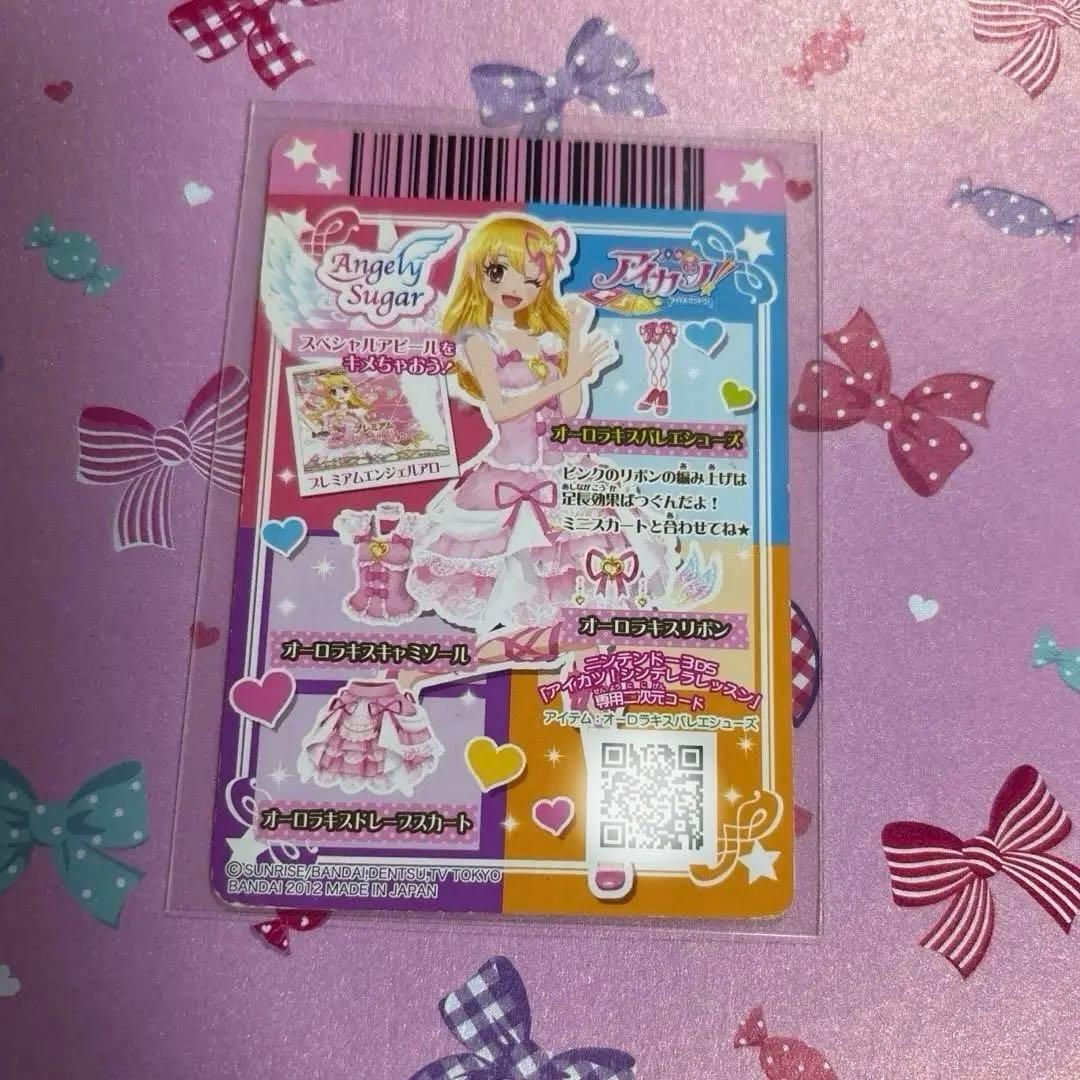 Angely
Sugar
アイカツ!
アイドルカツドウ!
スペシャルアピールを
キメちゃおう!
プレミアム
プレミアムエンジェルアロー
オーロラキスバレエシューズ
ピンクのリボンの編み上げは
足長効果ばつぐんだよ!
ミニスカートと合わせてね★
オーロラキスキャミソール
オーロラキスリボン
ニンテンドー3DS
「アイカツ!シンデレラレッスン」
専用二次元コード
アイテム:オーロラキスバレエシューズ
オーロラキスドレープスカート
©SUNRISE/BANDAI,DENTSU,TV TOKYO
BANDAI 2012 MADE IN JAPAN